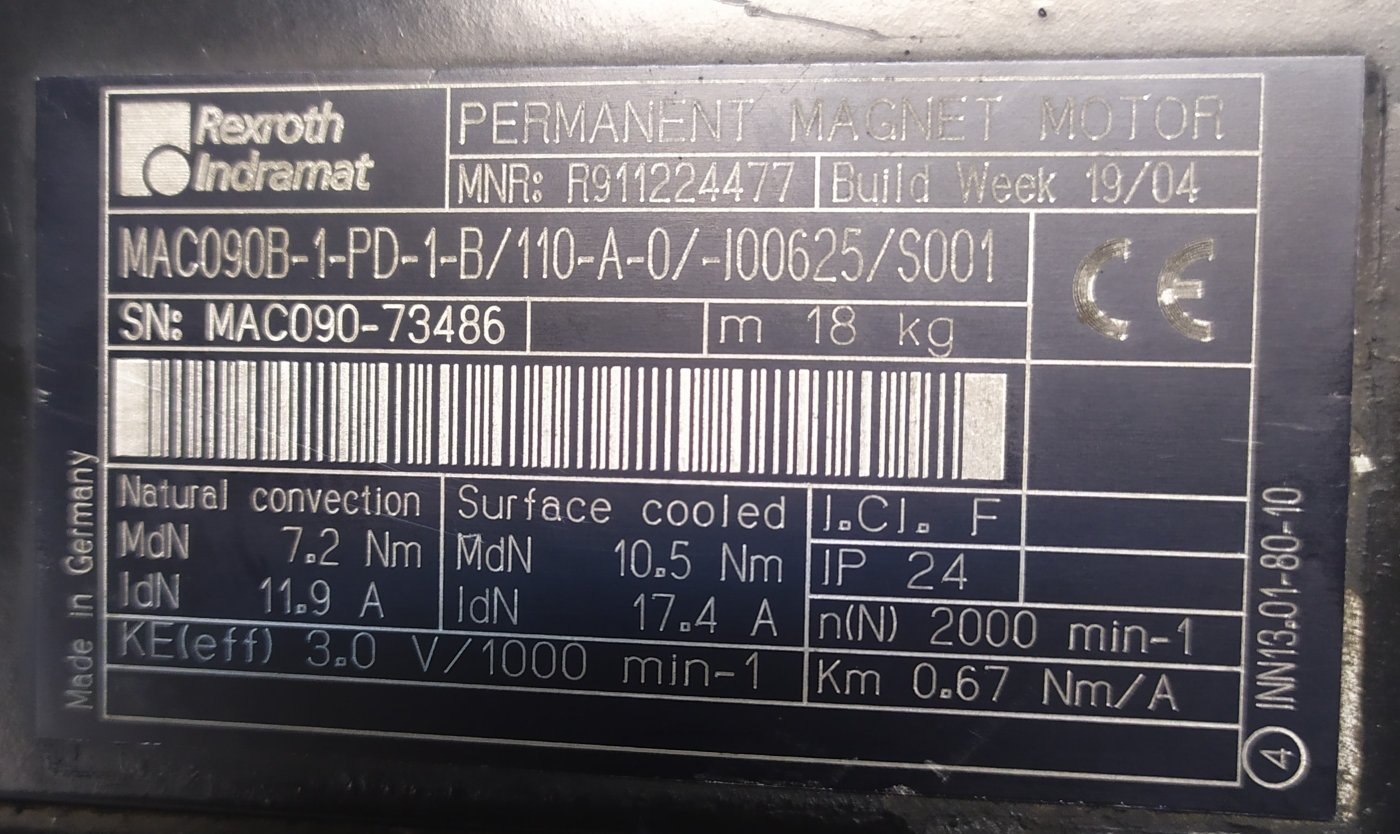 Rexroth
Indramat
PERMANENT MAGNET MOTOR
MNR: R911224477
Build Week 19/04
MAC090B-1-PD-1-B/110-A-0/-I00625/S001
CE
SN: MAC090-73486
m 18 kg
Natural convection
MdN 7.2 Nm
IdN 11.9 A
Surface cooled
MdN 10.5 Nm
IdN 17.4 A
I.Cl. F
IP 24
n(N) 2000 min-1
KE(eff) 3.0 V/1000 min-1
Km 0.67 Nm/A
Made in Germany
INN13.01-80-10
4